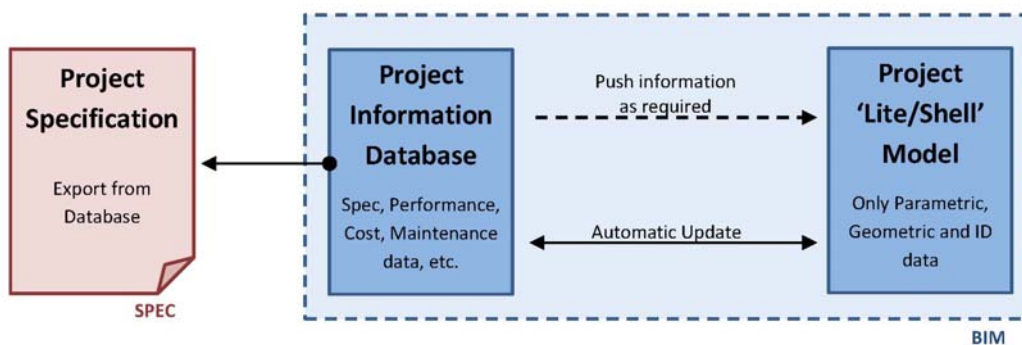 Project
Specification
Export from
Database
SPEC
Project
Information
Database
Spec, Performance,
Cost, Maintenance
data, etc.
Push information
as required
Automatic Update
Project
‘Lite/Shell’
Model
Only Parametric,
Geometric and ID
data
BIM